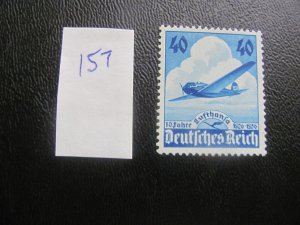 157
40 40
10 Jahre Lufthansa 1926-1936
Deutsches Reich